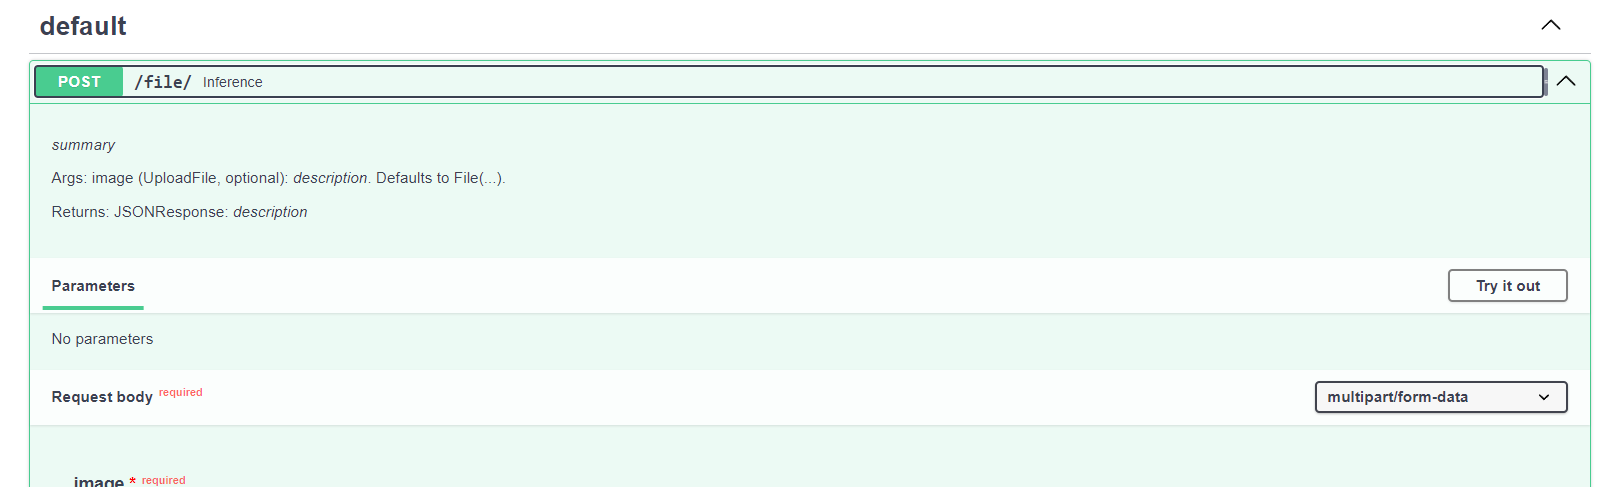 default
POST /file/ Inference
summary
Args: image (UploadFile, optional): description. Defaults to File(...).
Returns: JSONResponse: description
Parameters Try it out
No parameters
Request body required multipart/form-data
image * required